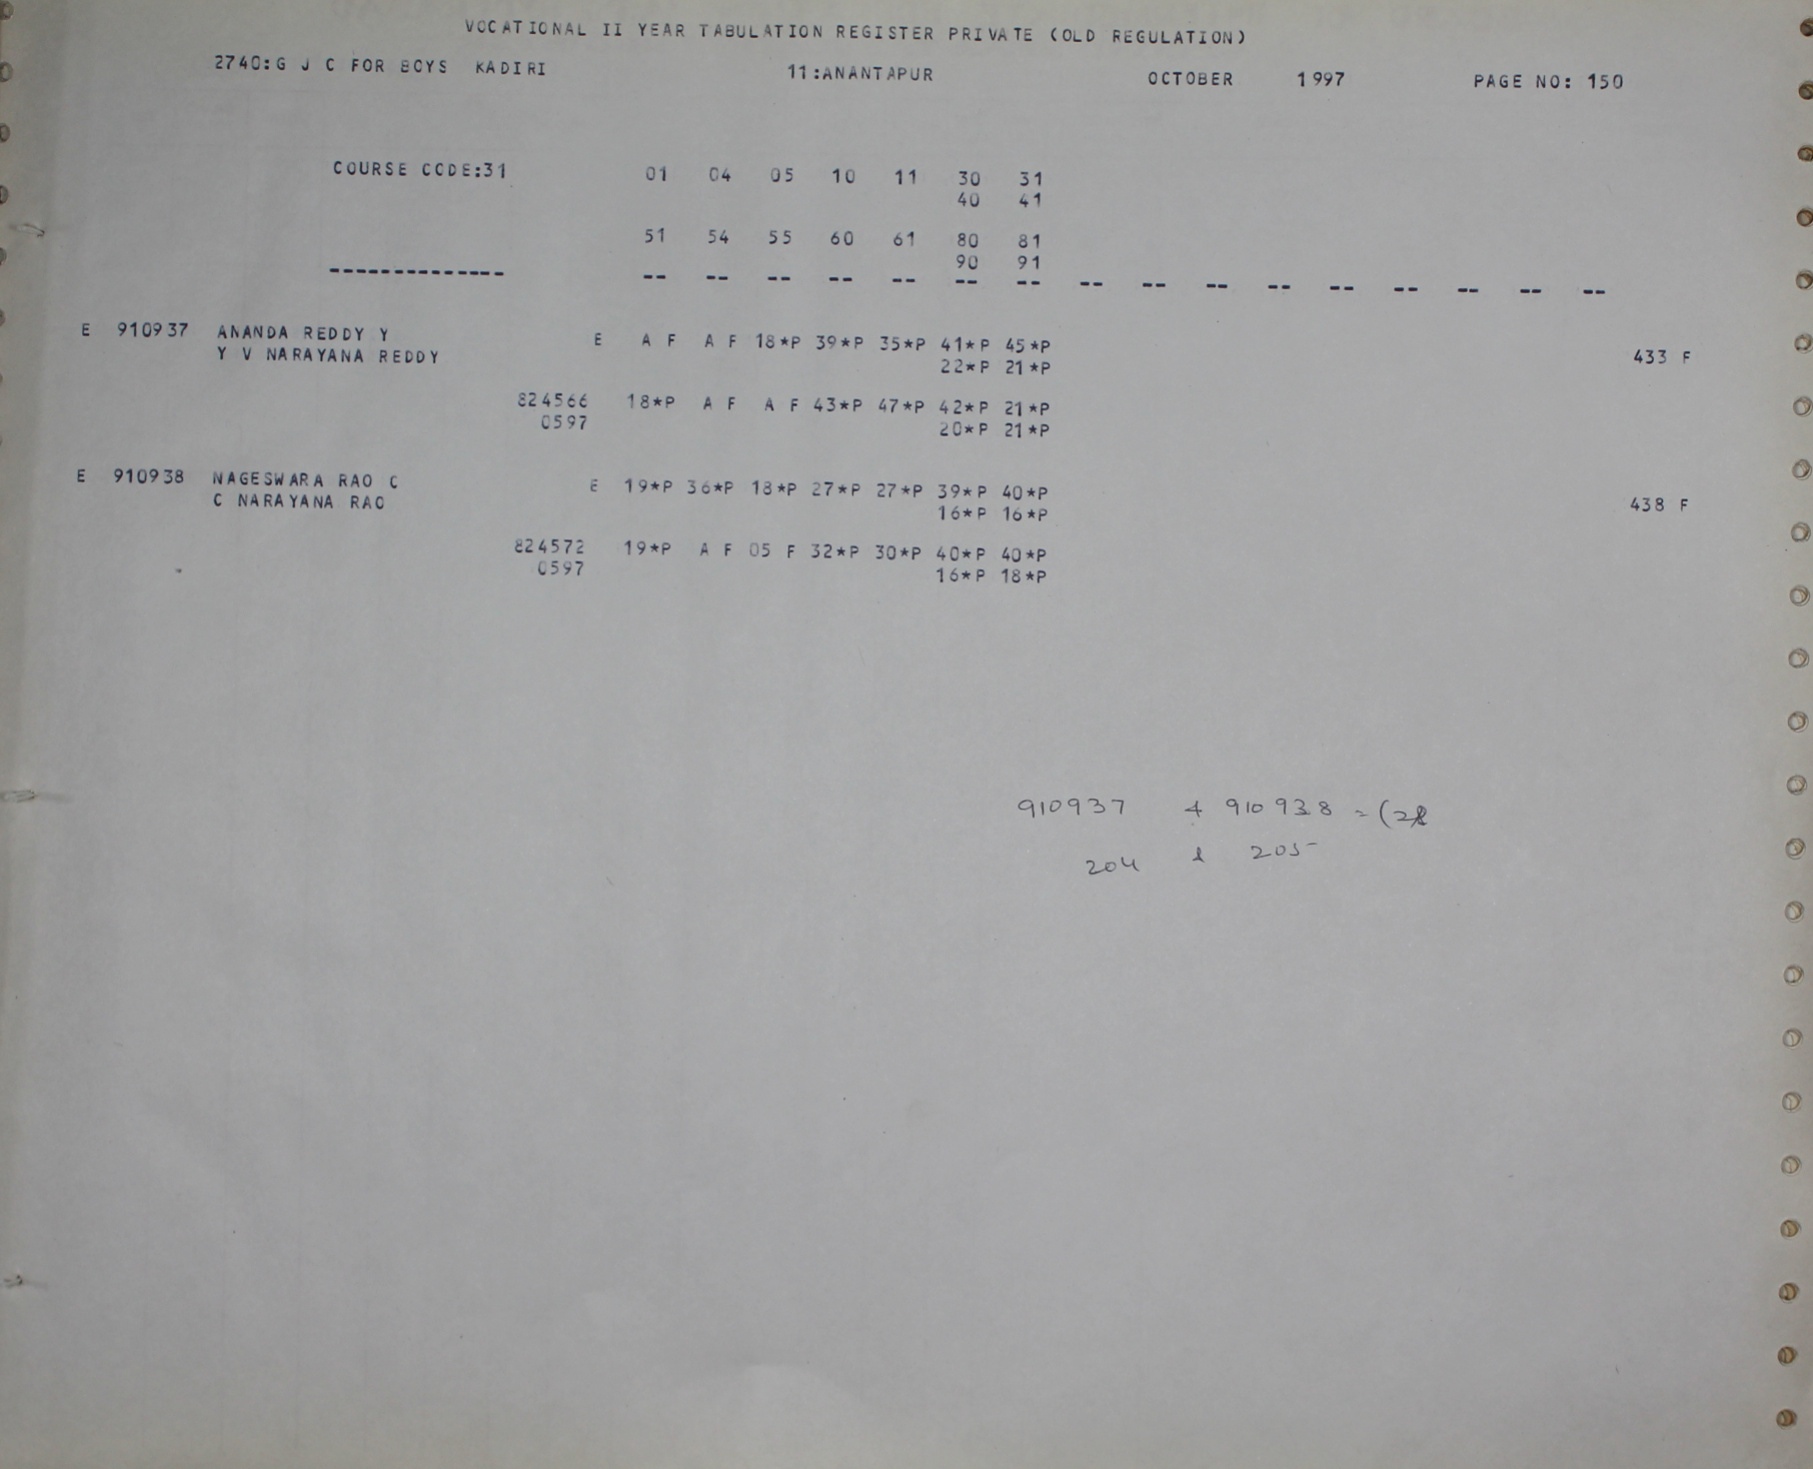 VOCATIONAL II YEAR TABULATION REGISTER PRIVATE (OLD REGULATION)
2740:G J C FOR BOYS KADIRI 11:ANANTAPUR OCTOBER 1997 PAGE NO: 150
COURSE CODE:31 01 04 05 10 11 30 31
40 41
51 54 55 60 61 80 81
90 91
-------------- -- -- -- -- -- -- -- -- -- -- -- -- -- -- -- --
E 910937 ANANDA REDDY Y E A F A F 18*P 39*P 35*P 41*P 45*P
Y V NARAYANA REDDY 22*P 21*P 433 F
824566 18*P A F A F 43*P 47*P 42*P 21*P
0597 20*P 21*P
E 910938 NAGESWARA RAO C E 19*P 36*P 18*P 27*P 27*P 39*P 40*P
C NARAYANA RAO 16*P 16*P 438 F
824572 19*P A F 05 F 32*P 30*P 40*P 40*P
0597 16*P 18*P
910937 & 910938 =
204 & 205